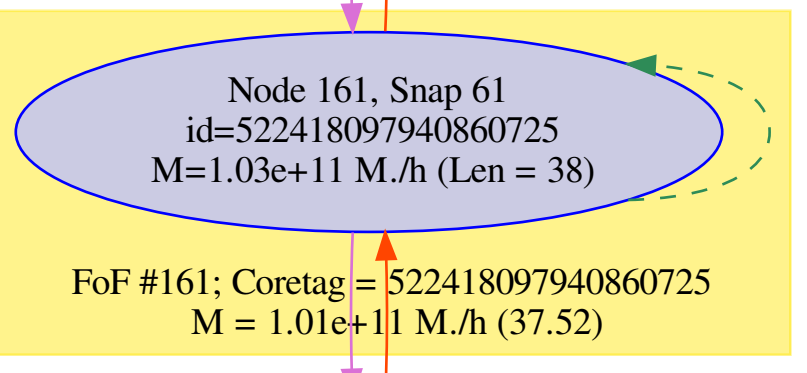 Node 161, Snap 61
id=522418097940860725
M=1.03e+11 M./h (Len = 38)
FoF #161; Coretag = 522418097940860725
M = 1.01e+11 M./h (37.52)